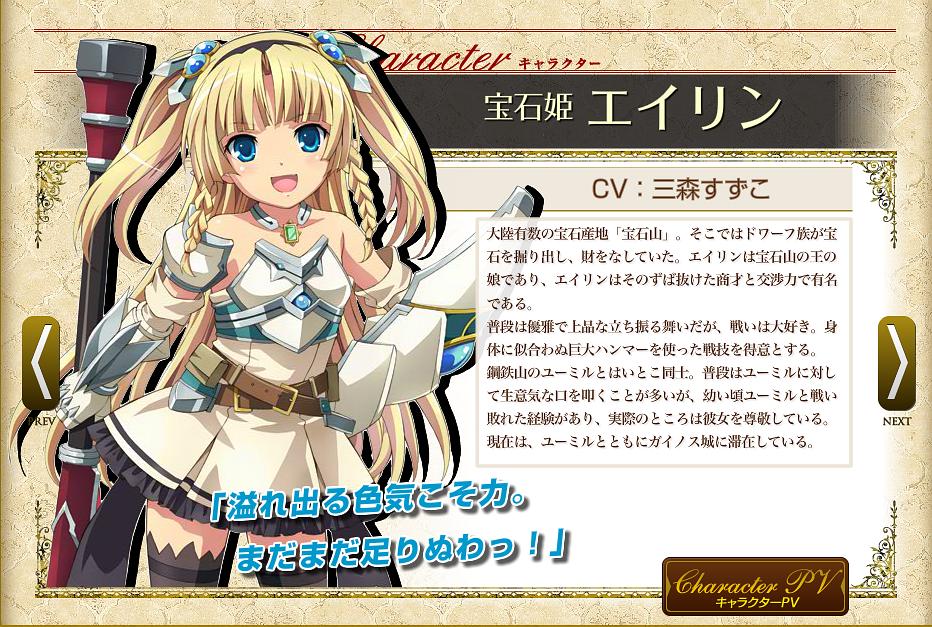 Character キャラクター
宝石姫 エイリン
CV：三森すずこ
大陸有数の宝石産地「宝石山」。そこではドワーフ族が宝
石を掘り出し、財をなしていた。エイリンは宝石山の王の
娘であり、エイリンはそのずば抜けた商才と交渉力で有名
である。
普段は優雅で上品な立ち振る舞いだが、戦いは大好き。身
体に似合わぬ巨大ハンマーを使った戦技を得意とする。
鋼鉄山のユーミルとはいとこ同士。普段はユーミルに対し
て生意気な口を叩くことが多いが、幼い頃ユーミルと戦い
敗れた経験があり、実際のところは彼女を尊敬している。
現在は、ユーミルとともにガイノス城に滞在している。
PREV
NEXT
「溢れ出る色気こそ力。
まだまだ足りぬわっ！」
Character PV
キャラクターPV